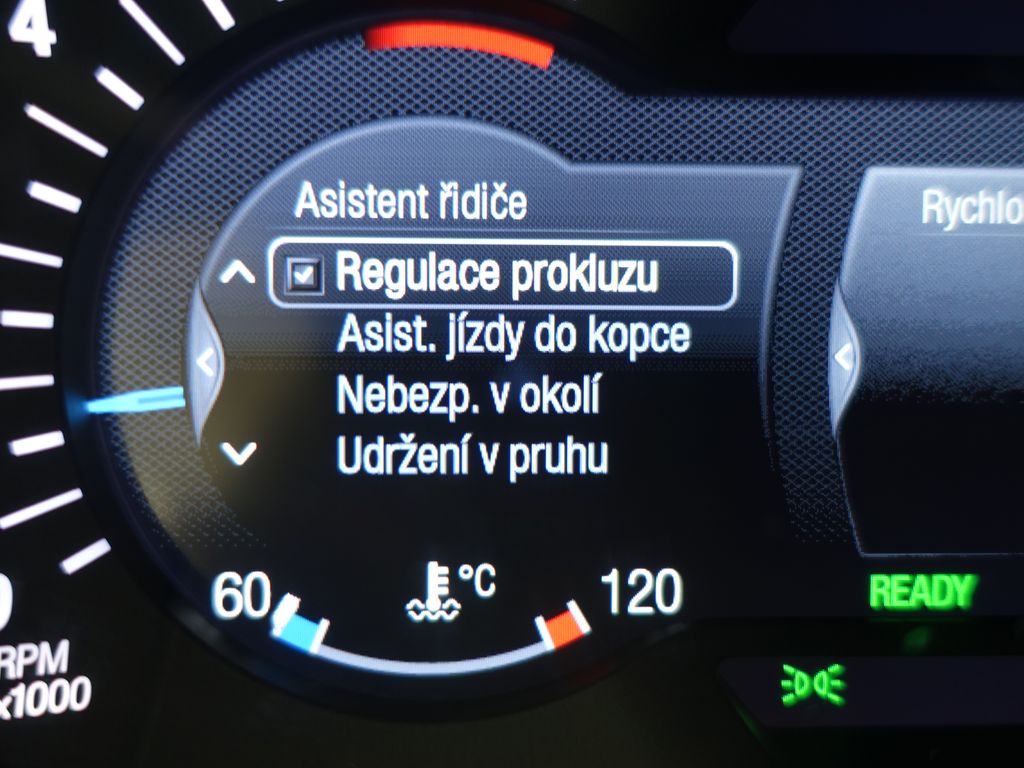 4
Asistent řidiče
Rychlo
Regulace prokluzu
Asist. jízdy do kopce
Nebezp. v okolí
Udržení v pruhu
60
°C
120
READY
0
RPM
x1000